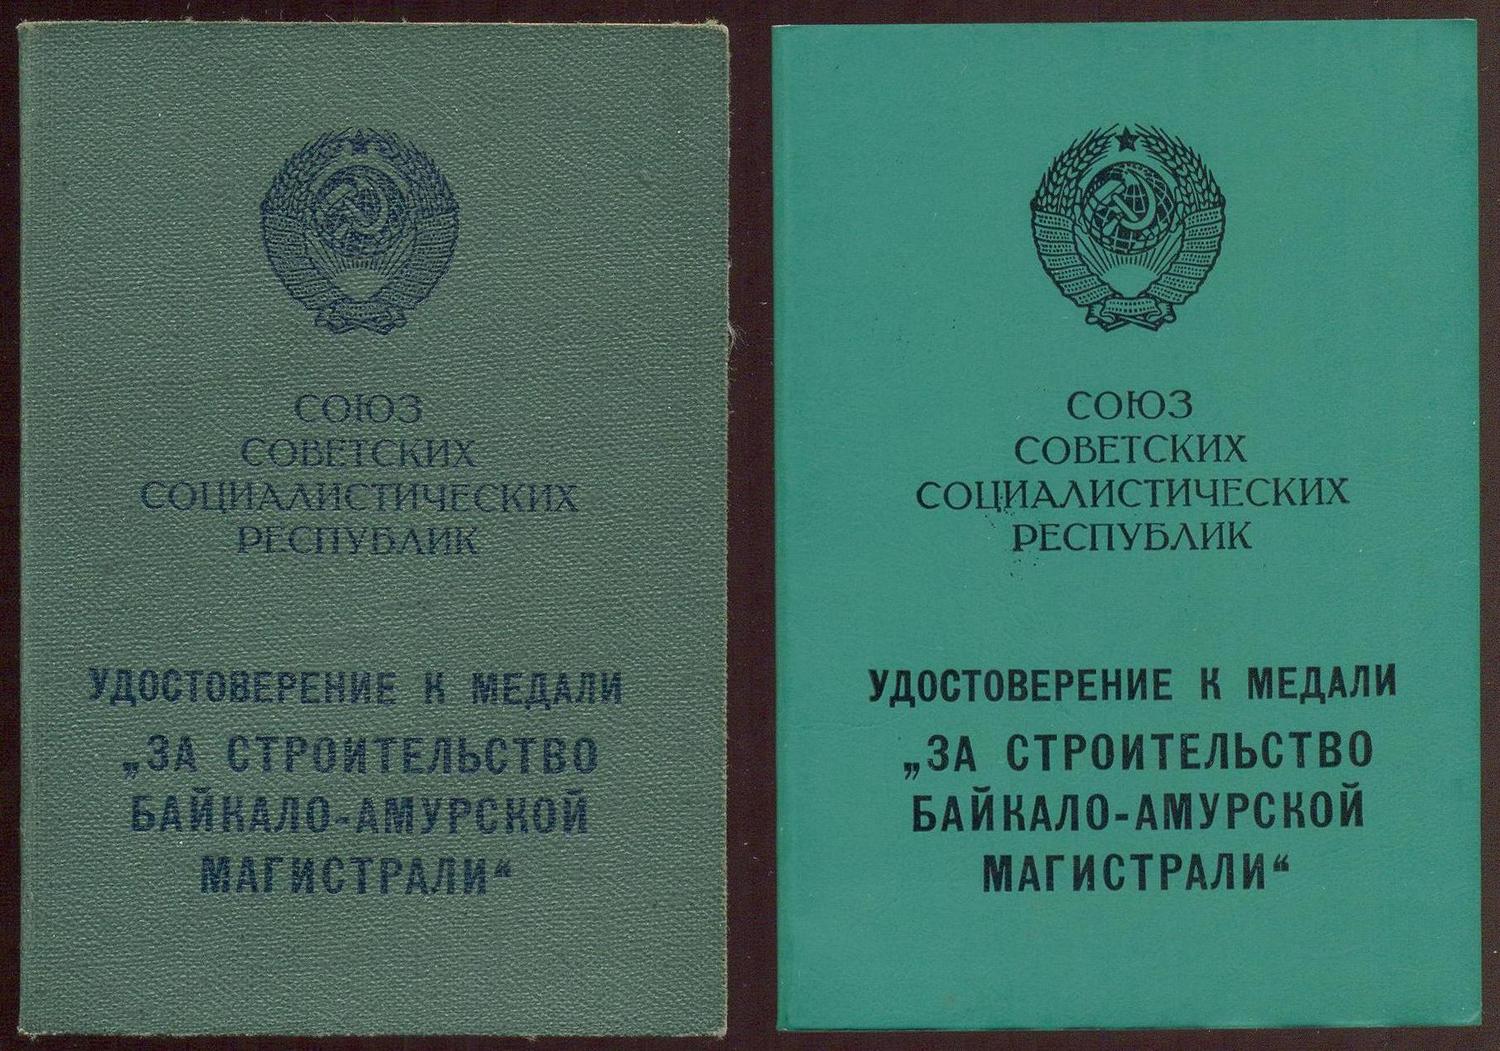 СОЮЗ
СОВЕТСКИХ
СОЦИАЛИСТИЧЕСКИХ
РЕСПУБЛИК
УДОСТОВЕРЕНИЕ К МЕДАЛИ
„ЗА СТРОИТЕЛЬСТВО
БАЙКАЛО-АМУРСКОЙ
МАГИСТРАЛИ“
СОЮЗ
СОВЕТСКИХ
СОЦИАЛИСТИЧЕСКИХ
РЕСПУБЛИК
УДОСТОВЕРЕНИЕ К МЕДАЛИ
„ЗА СТРОИТЕЛЬСТВО
БАЙКАЛО-АМУРСКОЙ
МАГИСТРАЛИ“